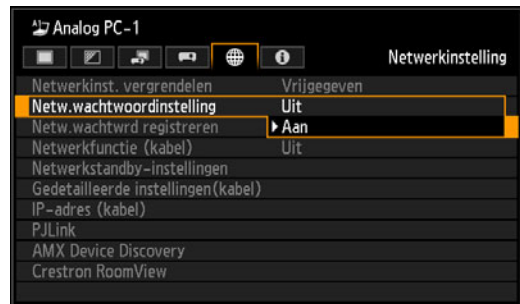 Analog PC-1
Netwerkinstelling
Netwerkinst. vergrendelen Vrijgegeven
Netw.wachtwoordinstelling Uit
Netw.wachtwrd registreren Aan
Netwerkfunctie (kabel) Uit
Netwerkstandby-instellingen
Gedetailleerde instellingen(kabel)
IP-adres (kabel)
PJLink
AMX Device Discovery
Crestron RoomView